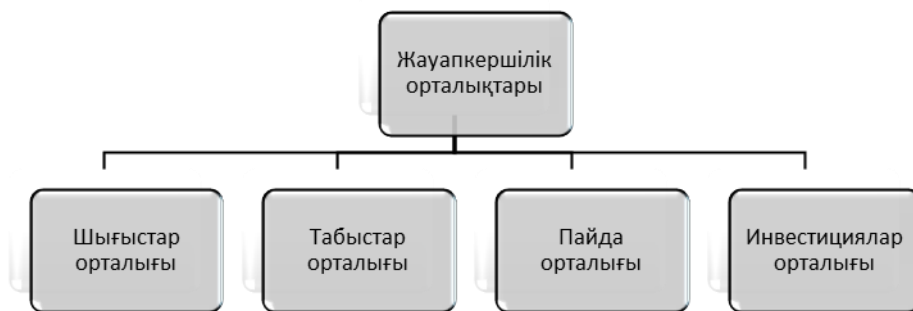 Жауапкершілік
орталықтары
Шығыстар
орталығы
Табыстар
орталығы
Пайда
орталығы
Инвестициялар
орталығы